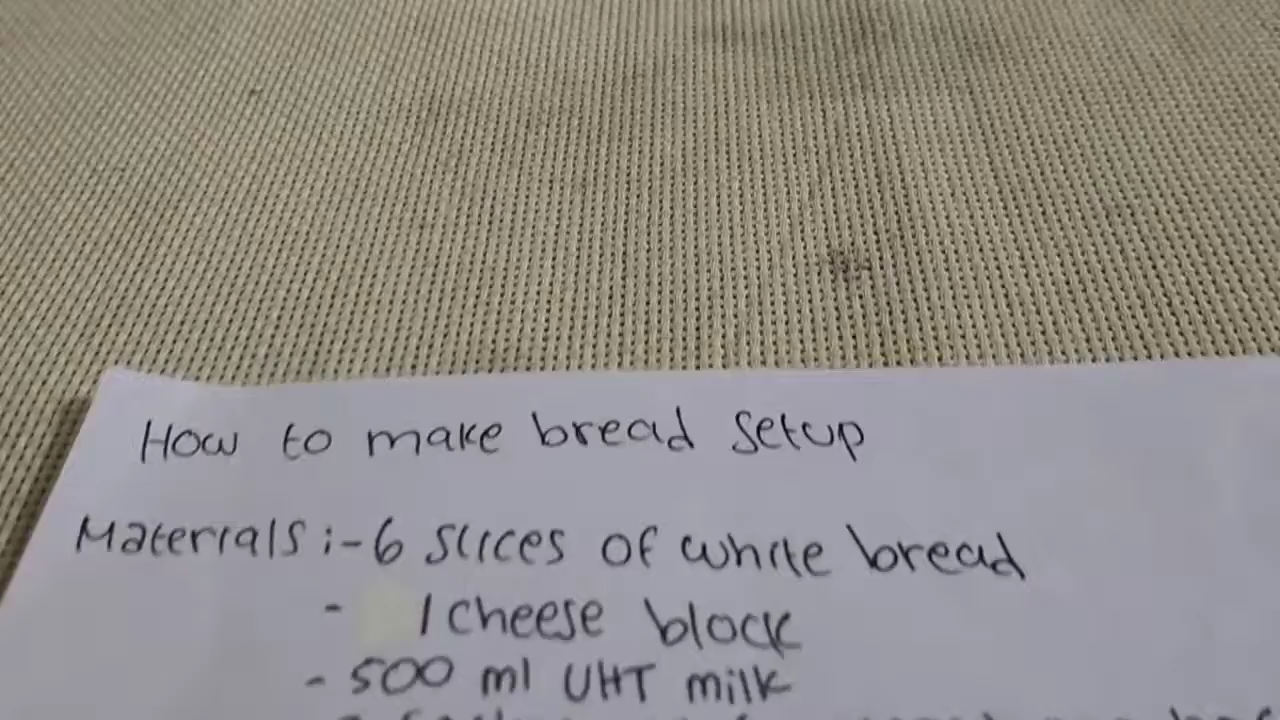 How to make bread setup
Materials :- 6 slices of white bread
- 1 cheese block
- 500 ml UHT milk